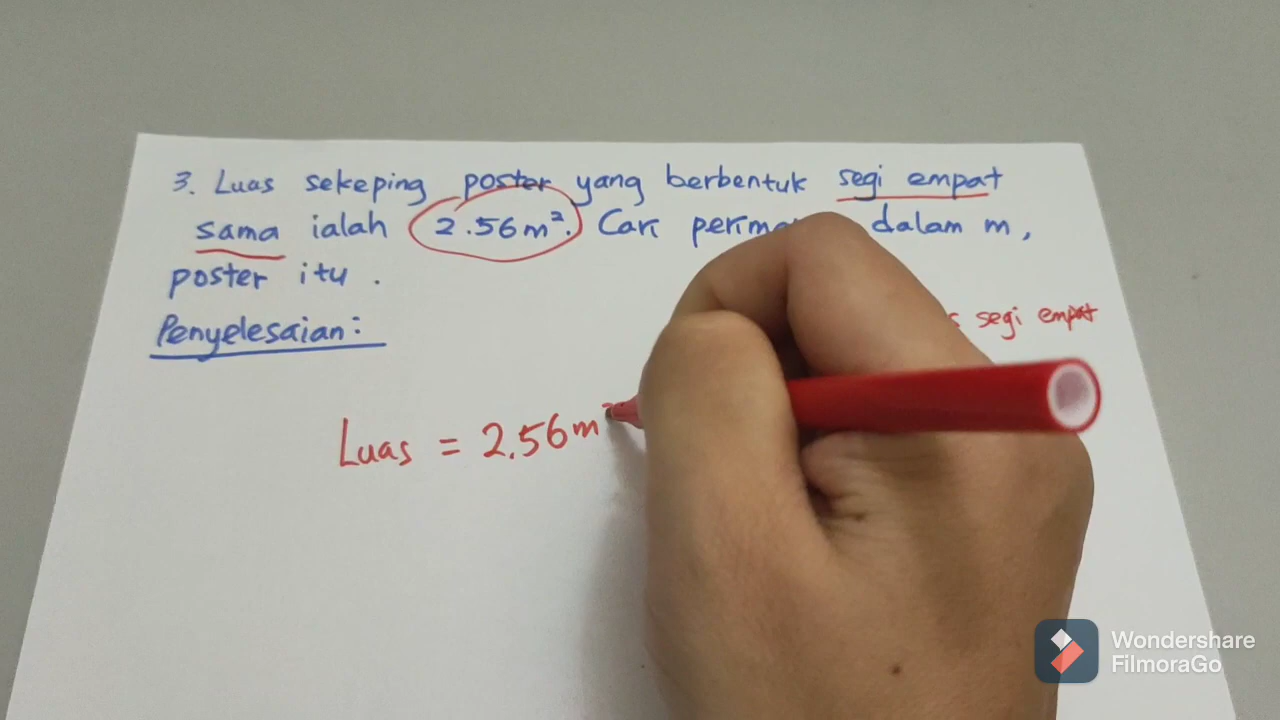 3. Luas sekeping poster yang berbentuk segi empat
sama ialah 2.56m². Cari dalam m,
poster itu.
Penyelesaian:
segi empat
Luas = 2.56m
Wondershare
FilmoraGo